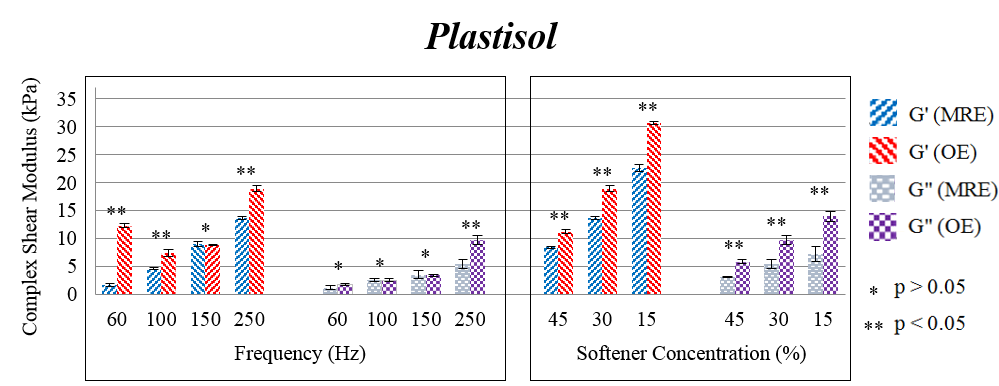 Plastisol
Complex Shear Modulus (kPa)
35
30
25
20
15
10
5
0
** ** * ** * * * **
60 100 150 250 60 100 150 250
Frequency (Hz)
** ** ** ** ** **
45 30 15 45 30 15
Softener Concentration (%)
G' (MRE)
G' (OE)
G'' (MRE)
G'' (OE)
* p > 0.05
** p < 0.05